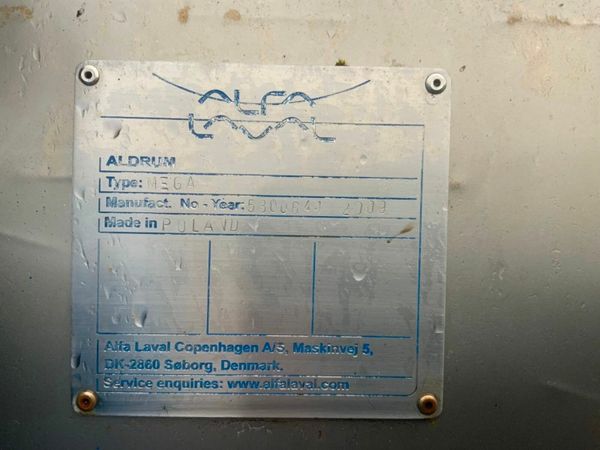 ALFA
LAVAL
ALDRUM
Type: MEGA
Manufact. No - Year: 2009
Made in POLAND
Alfa Laval Copenhagen A/S, Maskinvej 5,
DK-2860 Søborg, Denmark.
Service enquiries: www.alfalaval.com